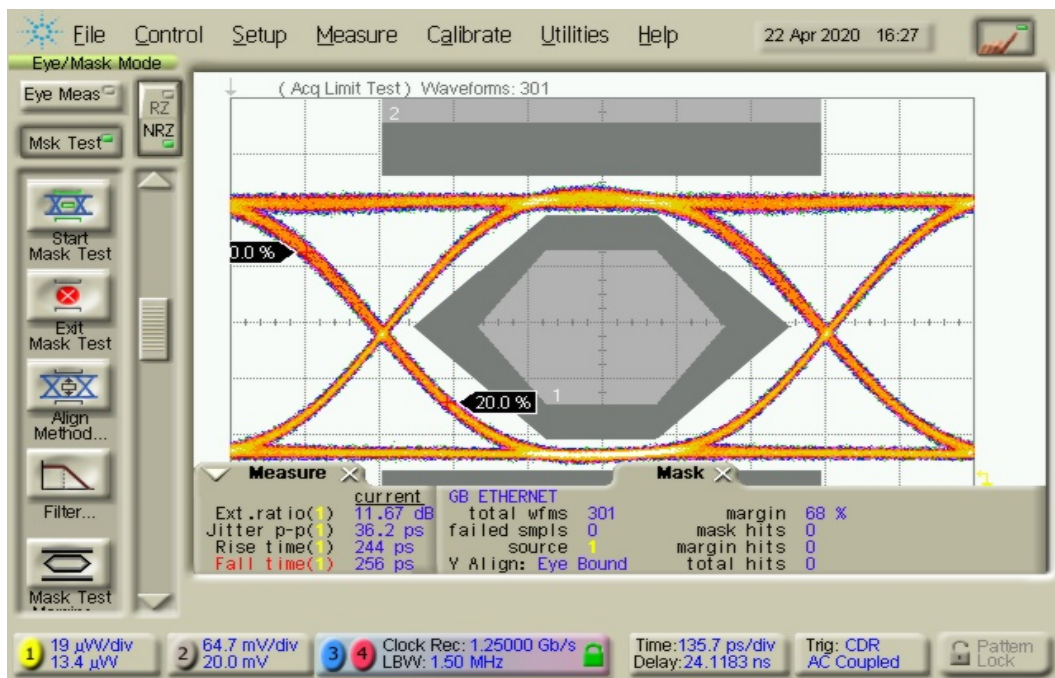 File Control Setup Measure Calibrate Utilities Help 22 Apr 2020 16:27
Eye/Mask Mode
Eye Meas
RZ
NRZ
Msk Test
Start
Mask Test
Exit
Mask Test
Align
Method...
Filter...
Mask Test
( Acq Limit Test ) Waveforms: 301
2
0.0 %
20.0 %
1
Measure
current
Ext.ratio(1) 11.67 dB
Jitter p-p(1) 36.2 ps
Rise time(1) 244 ps
Fall time(1) 256 ps
Mask
GB ETHERNET
total wfms 301 margin 68 %
failed smpls 0 mask hits 0
source 1 margin hits 0
Y Align: Eye Bound total hits 0
1 19 µW/div
13.4 µW
2 64.7 mV/div
20.0 mV
3 4 Clock Rec: 1.25000 Gb/s
LBW: 1.50 MHz
Time:135.7 ps/div
Delay:24.1183 ns
Trig: CDR
AC Coupled
Pattern
Lock